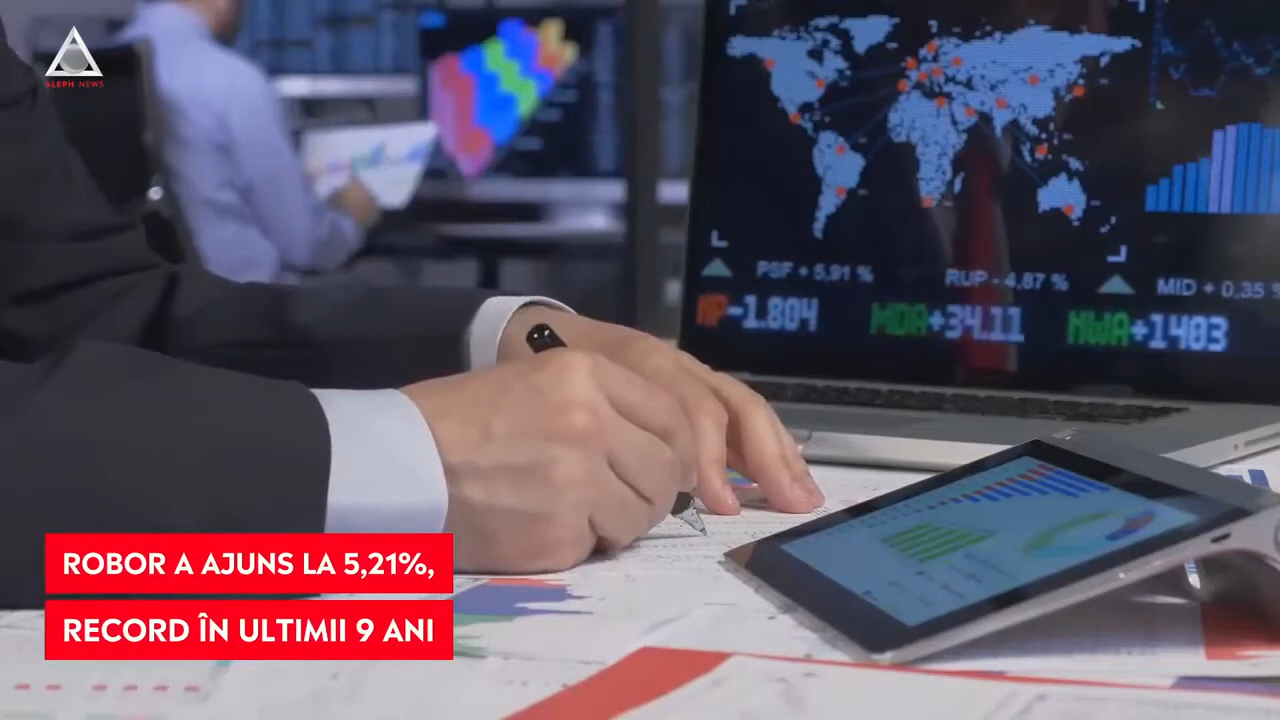 ALEPH NEWS
PSF + 5,91 %
RUP - 4,87 %
MID + 0,35 %
-1.804
MDA+34.11
NWA+1403
ROBOR A AJUNS LA 5,21%,
RECORD ÎN ULTIMII 9 ANI